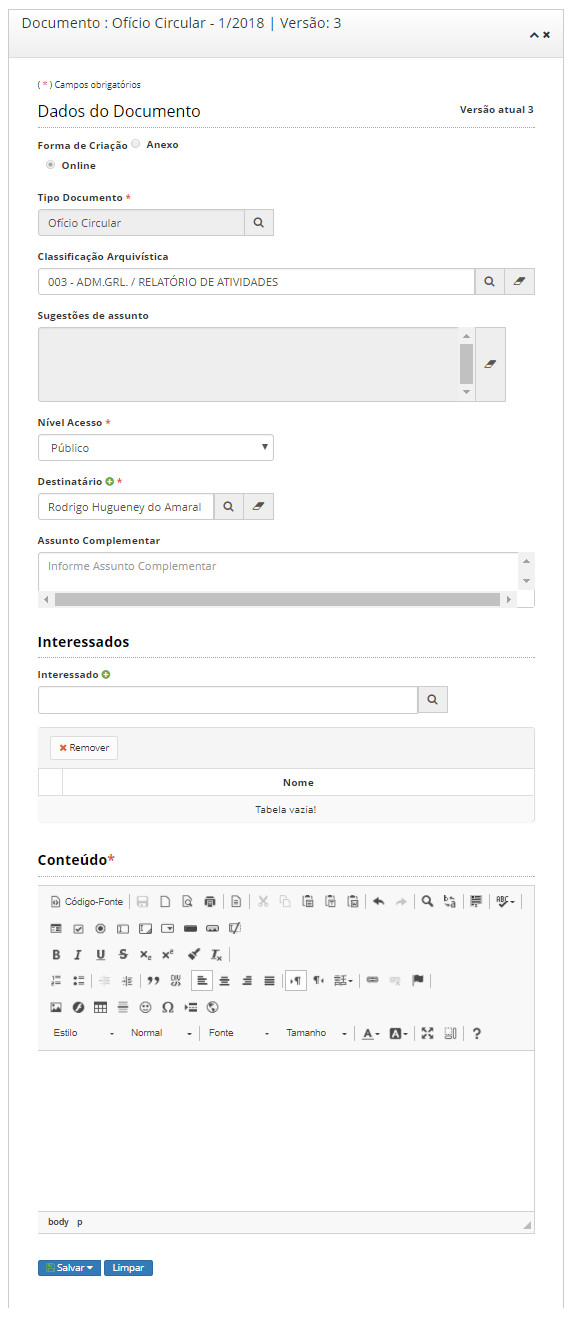 Documento : Ofício Circular - 1/2018 | Versão: 3
( * ) Campos obrigatórios
Dados do Documento
Versão atual 3
Forma de Criação Anexo
Online
Tipo Documento *
Ofício Circular
Classificação Arquivística
003 - ADM.GRL. / RELATÓRIO DE ATIVIDADES
Sugestões de assunto
Nível Acesso *
Público
Destinatário *
Rodrigo Hugueney do Amaral
Assunto Complementar
Informe Assunto Complementar
Interessados
Interessado
Remover
Nome
Tabela vazia!
Conteúdo*
Código-Fonte
Estilo Normal Fonte Tamanho
body p
Salvar Limpar